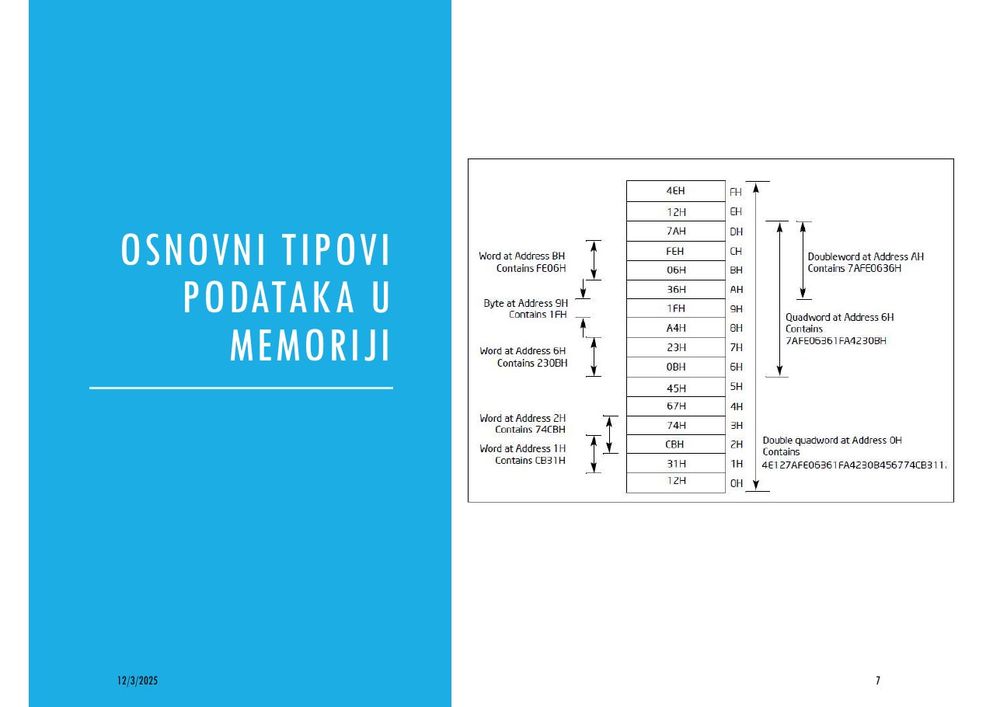 OSNOVNI TIPOVI
PODATAKA U
MEMORIJI
12/3/2025
Word at Address BH
Contains FE06H
Byte at Address 9H
Contains 1FH
Word at Address 6H
Contains 230BH
Word at Address 2H
Contains 74CBH
Word at Address 1H
Contains CB31H
4EH FH
12H EH
7AH DH
FEH CH
06H BH
36H AH
1FH 9H
A4H 8H
23H 7H
0BH 6H
45H 5H
67H 4H
74H 3H
CBH 2H
31H 1H
12H 0H
Doubleword at Address AH
Contains 7AFE0636H
Quadword at Address 6H
Contains
7AFE06361FA4230BH
Double quadword at Address 0H
Contains
4E127AFE06361FA4230B456774CB311
7